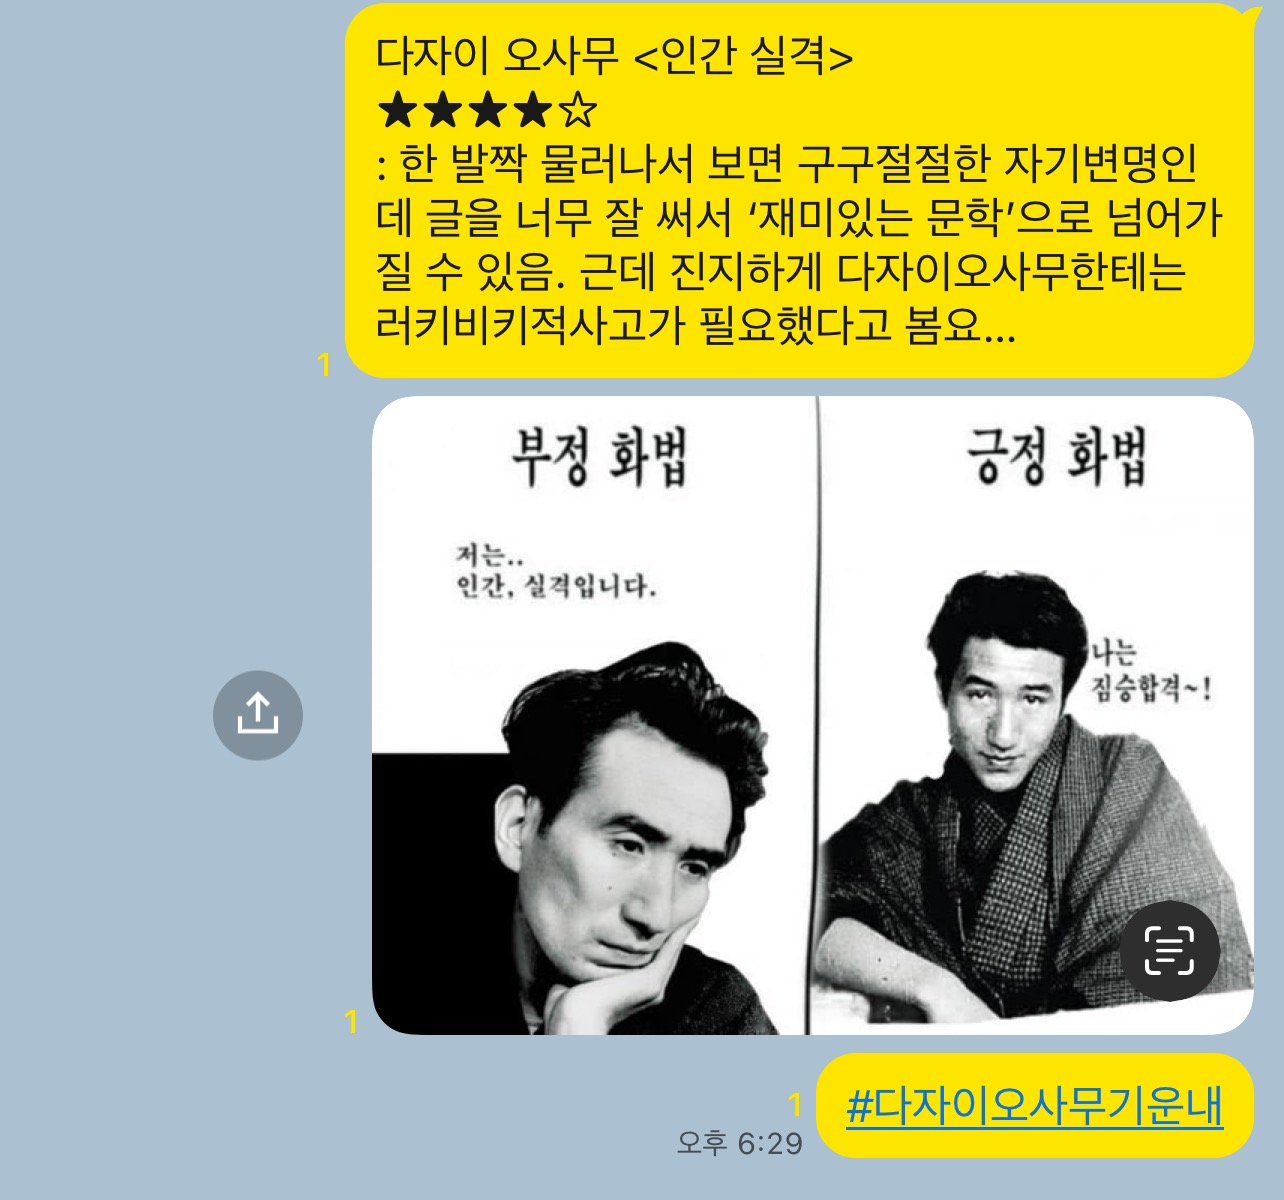 다자이 오사무 <인간 실격>
★★★★☆
: 한 발짝 물러나서 보면 구구절절한 자기변명인
데 글을 너무 잘 써서 ‘재미있는 문학’으로 넘어가
질 수 있음. 근데 진지하게 다자이오사무한테는
러키비키적사고가 필요했다고 봄요...
1
부정 화법
저는..
인간, 실격입니다.
긍정 화법
나는
짐승합격~!
1
#다자이오사무기운내
1
오후 6:29